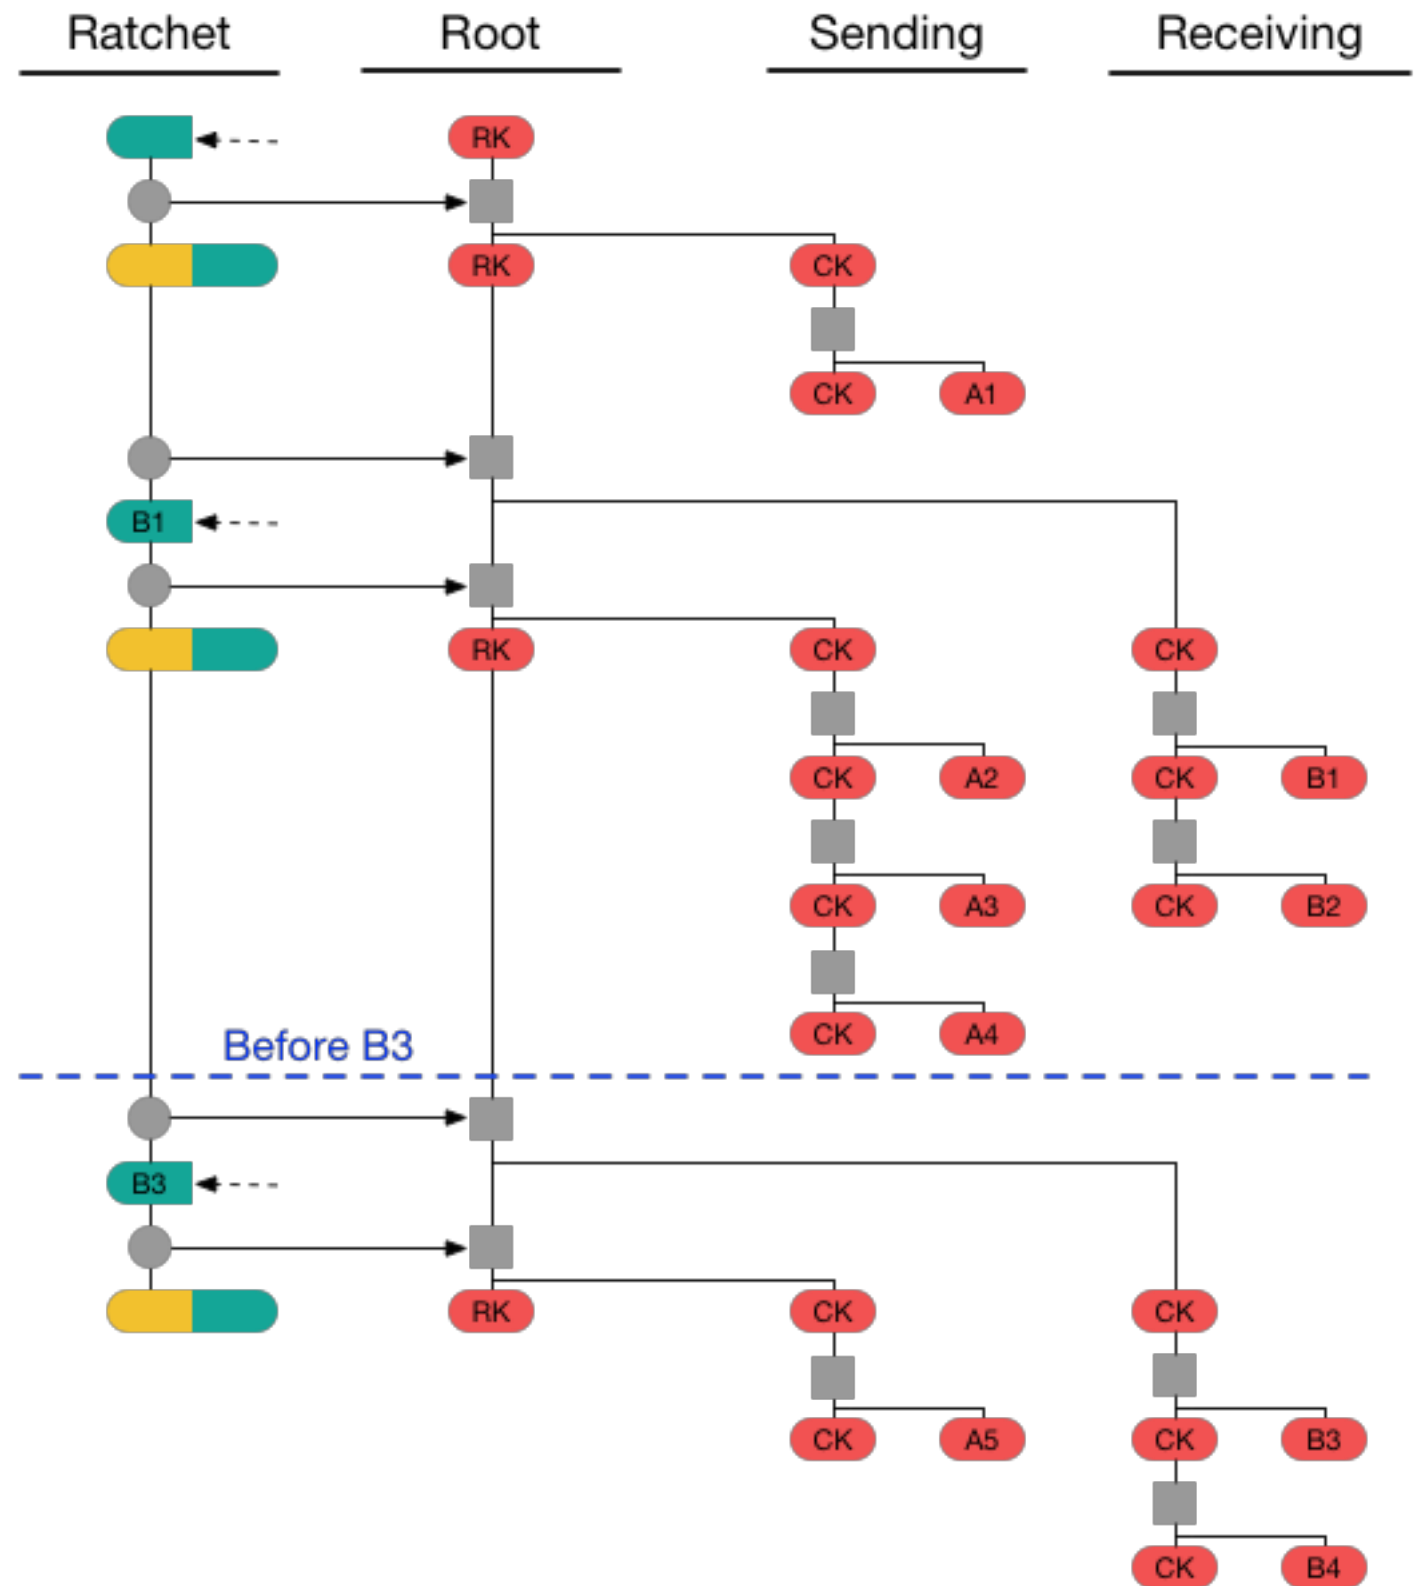 Ratchet Root Sending Receiving
RK
RK CK
CK A1
B1
RK CK CK
CK A2 CK B1
CK A3 CK B2
CK A4
Before B3
B3
RK CK CK
CK A5 CK B3
CK B4